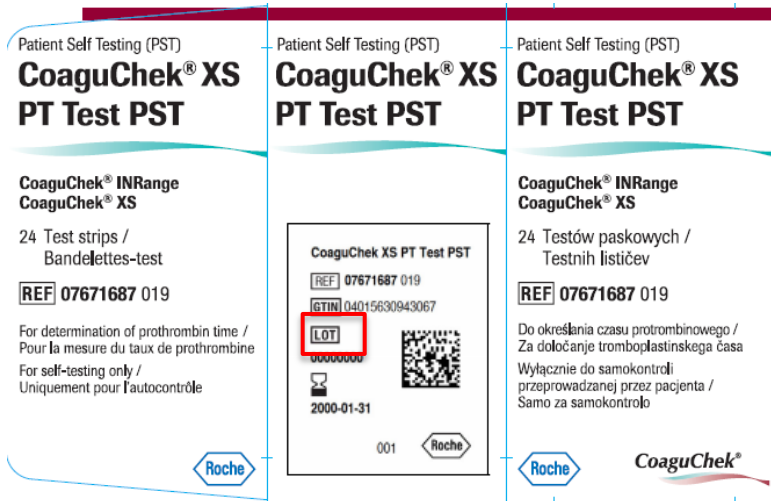 Patient Self Testing (PST)
CoaguChek® XS
PT Test PST
CoaguChek® INRange
CoaguChek® XS
24 Test strips /
Bandelettes-test
REF 07671687 019
For determination of prothrombin time /
Pour la mesure du taux de prothrombine
For self-testing only /
Uniquement pour l'autocontrôle
Roche
Patient Self Testing (PST)
CoaguChek® XS
PT Test PST
CoaguChek XS PT Test PST
REF 07671687 019
GTIN 04015630943067
LOT
00000000
2000-01-31
001
Roche
Patient Self Testing (PST)
CoaguChek® XS
PT Test PST
CoaguChek® INRange
CoaguChek® XS
24 Testów paskowych /
Testnih lističev
REF 07671687 019
Do określania czasu protrombinowego /
Za določanje tromboplastinskega časa
Wyłącznie do samokontroli
przeprowadzanej przez pacjenta /
Samo za samokontrolo
Roche
CoaguChek®